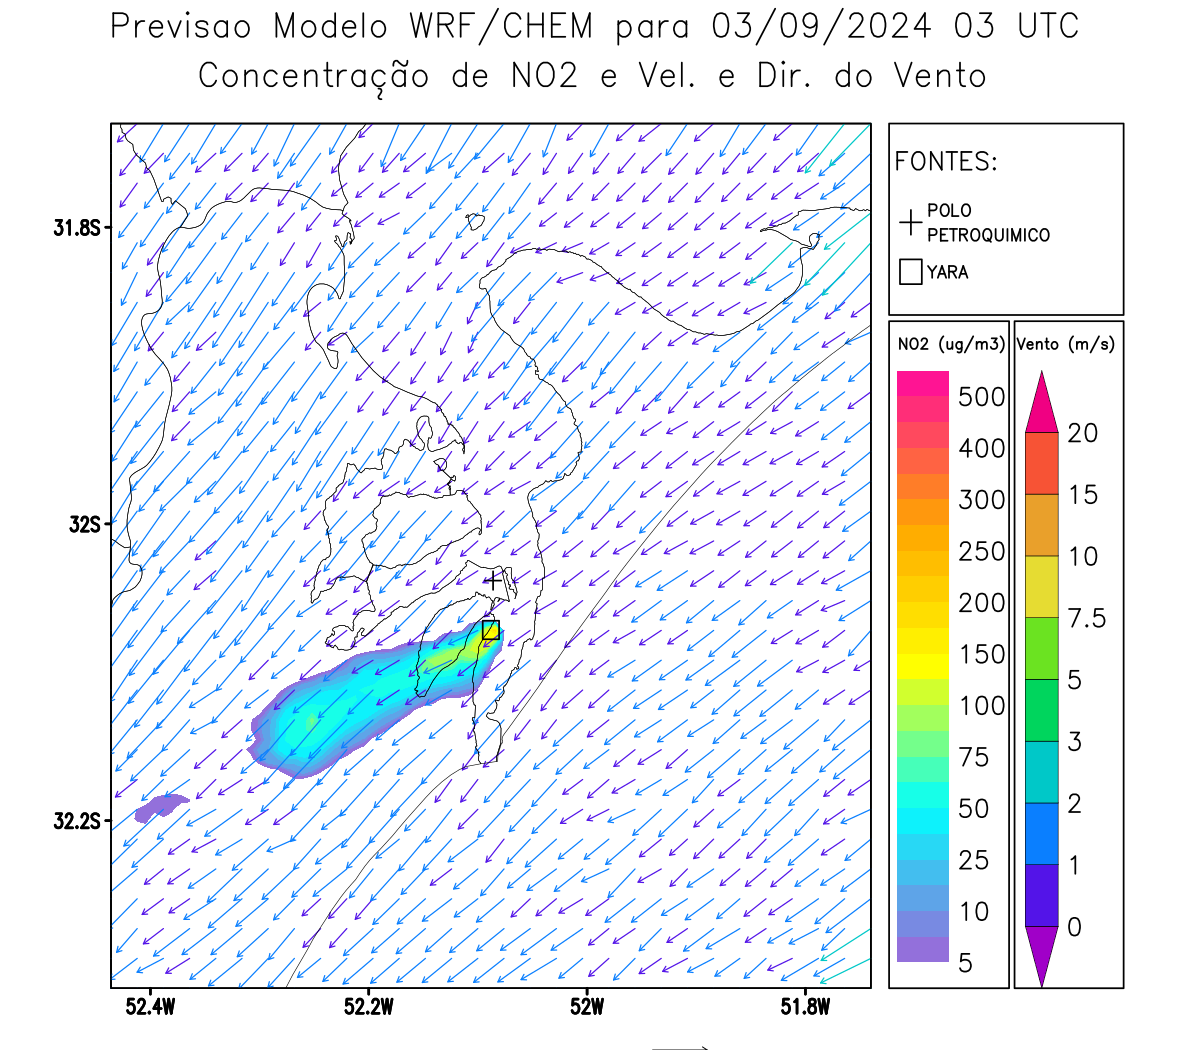 Previsao Modelo WRF/CHEM para 03/09/2024 03 UTC
Concentração de NO2 e Vel. e Dir. do Vento
FONTES:
POLO
PETROQUIMICO
YARA
NO2 (ug/m3)
500
400
300
250
200
150
100
75
50
25
10
5
Vento (m/s)
20
15
10
7.5
5
3
2
1
0
31.8S
32S
32.2S
52.4W
52.2W
52W
51.8W